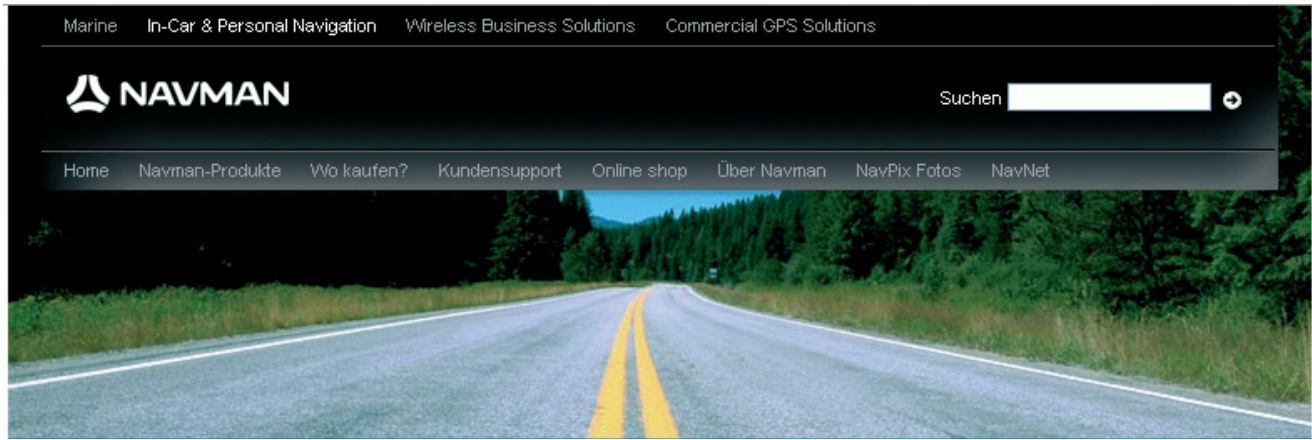 Marine In-Car & Personal Navigation Wireless Business Solutions Commercial GPS Solutions
NAVMAN
Suchen
Home Navman-Produkte Wo kaufen? Kundensupport Online shop Über Navman NavPix Fotos NavNet